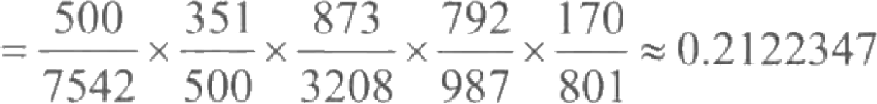 = 500/7542 × 351/500 × 873/3208 × 792/987 × 170/801 ≈ 0.2122347